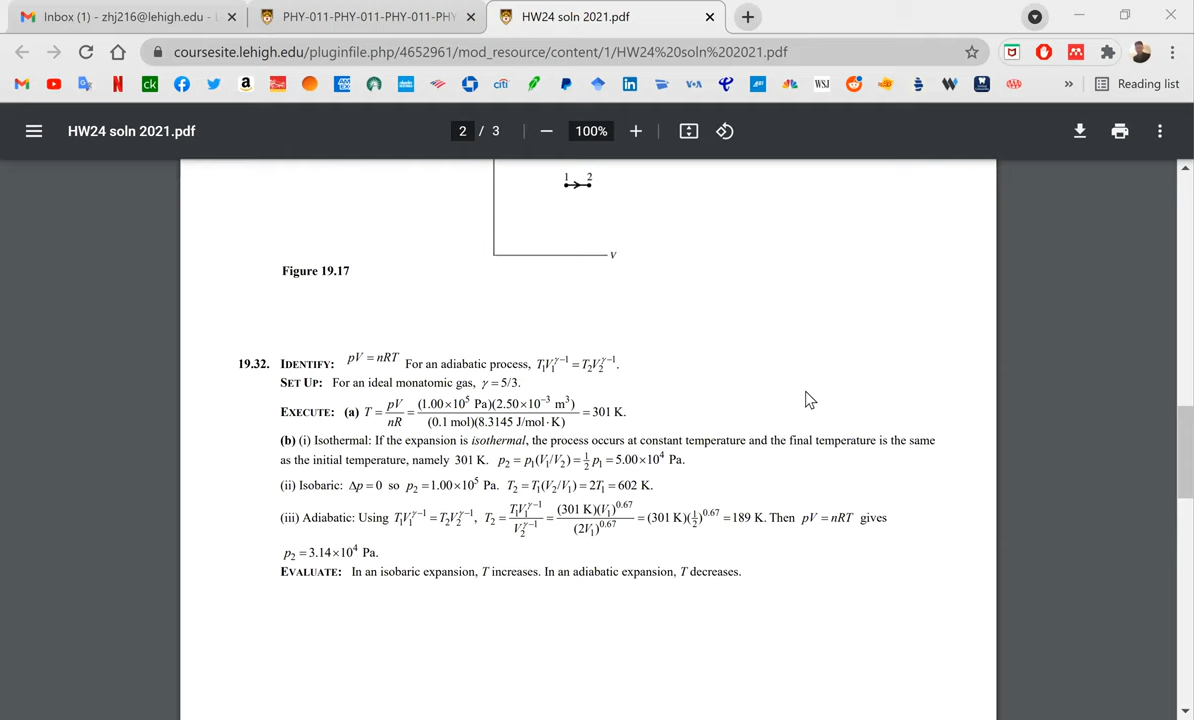 Inbox (1) - zhj216@lehigh.edu -
PHY-011-PHY-011-PHY-011-PHY
HW24 soln 2021.pdf
coursesite.lehigh.edu/pluginfile.php/4652961/mod_resource/content/1/HW24%20soln%202021.pdf
Reading list
HW24 soln 2021.pdf
2 / 3
100%
1 2
V
Figure 19.17
19.32. IDENTIFY: pV = nRT For an adiabatic process, T₁V₁^γ−1 = T₂V₂^γ−1.
SET UP: For an ideal monatomic gas, γ = 5/3.
EXECUTE: (a) T = pV/nR = (1.00×10⁵ Pa)(2.50×10⁻³ m³)/(0.1 mol)(8.3145 J/mol·K) = 301 K.
(b) (i) Isothermal: If the expansion is isothermal, the process occurs at constant temperature and the final temperature is the same
as the initial temperature, namely 301 K. p₂ = p₁(V₁/V₂) = ½ p₁ = 5.00×10⁴ Pa.
(ii) Isobaric: Δp = 0 so p₂ = 1.00×10⁵ Pa. T₂ = T₁(V₂/V₁) = 2T₁ = 602 K.
(iii) Adiabatic: Using T₁V₁^γ−1 = T₂V₂^γ−1, T₂ = T₁V₁^γ−1/V₂^γ−1 = (301 K)(V₁)^0.67/(2V₁)^0.67 = (301 K)(½)^0.67 = 189 K. Then pV = nRT gives
p₂ = 3.14×10⁴ Pa.
EVALUATE: In an isobaric expansion, T increases. In an adiabatic expansion, T decreases.